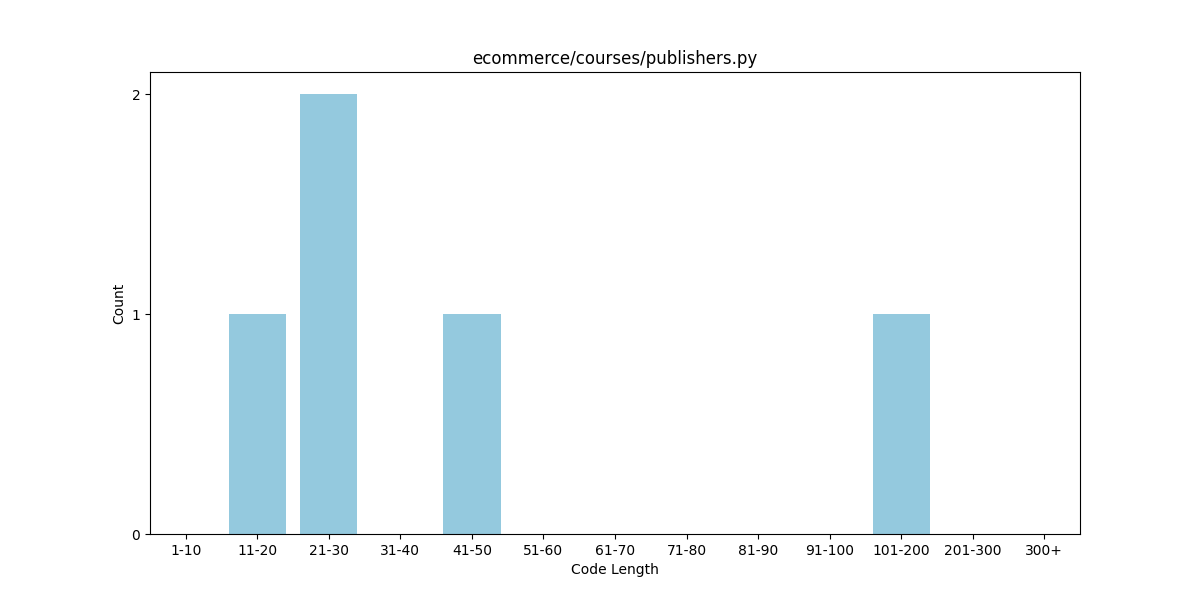 ecommerce/courses/publishers.py
Count
2
1
0
1-10 11-20 21-30 31-40 41-50 51-60 61-70 71-80 81-90 91-100 101-200 201-300 300+
Code Length